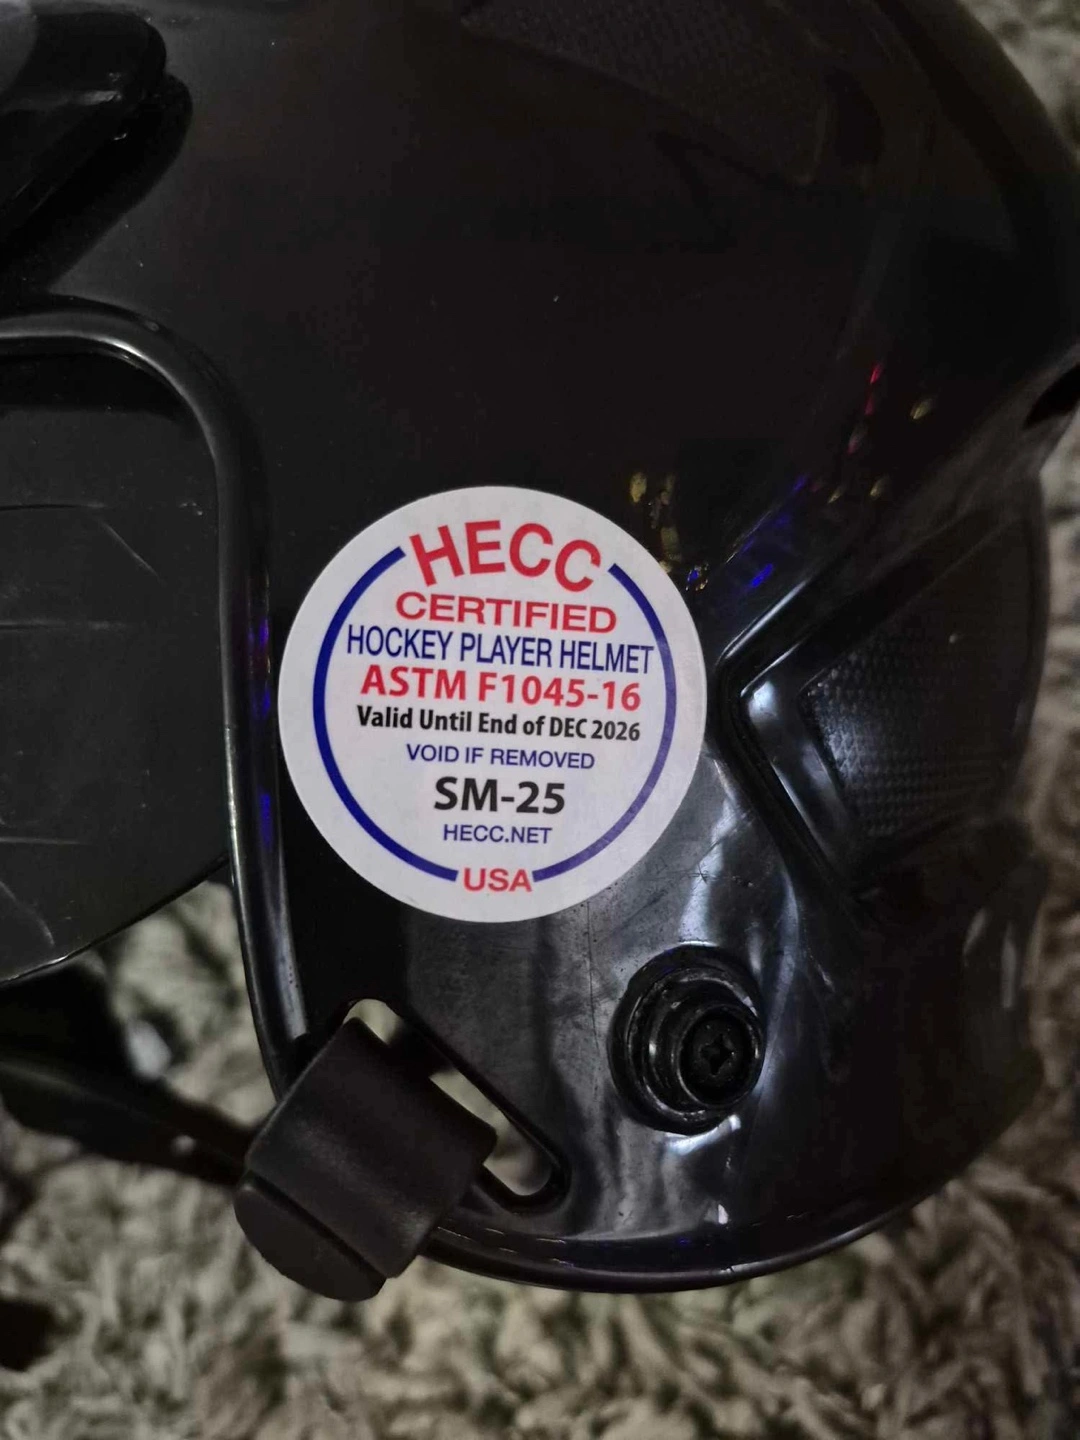 HECC
CERTIFIED
HOCKEY PLAYER HELMET
ASTM F1045-16
Valid Until End of DEC 2026
VOID IF REMOVED
SM-25
HECC.NET
USA